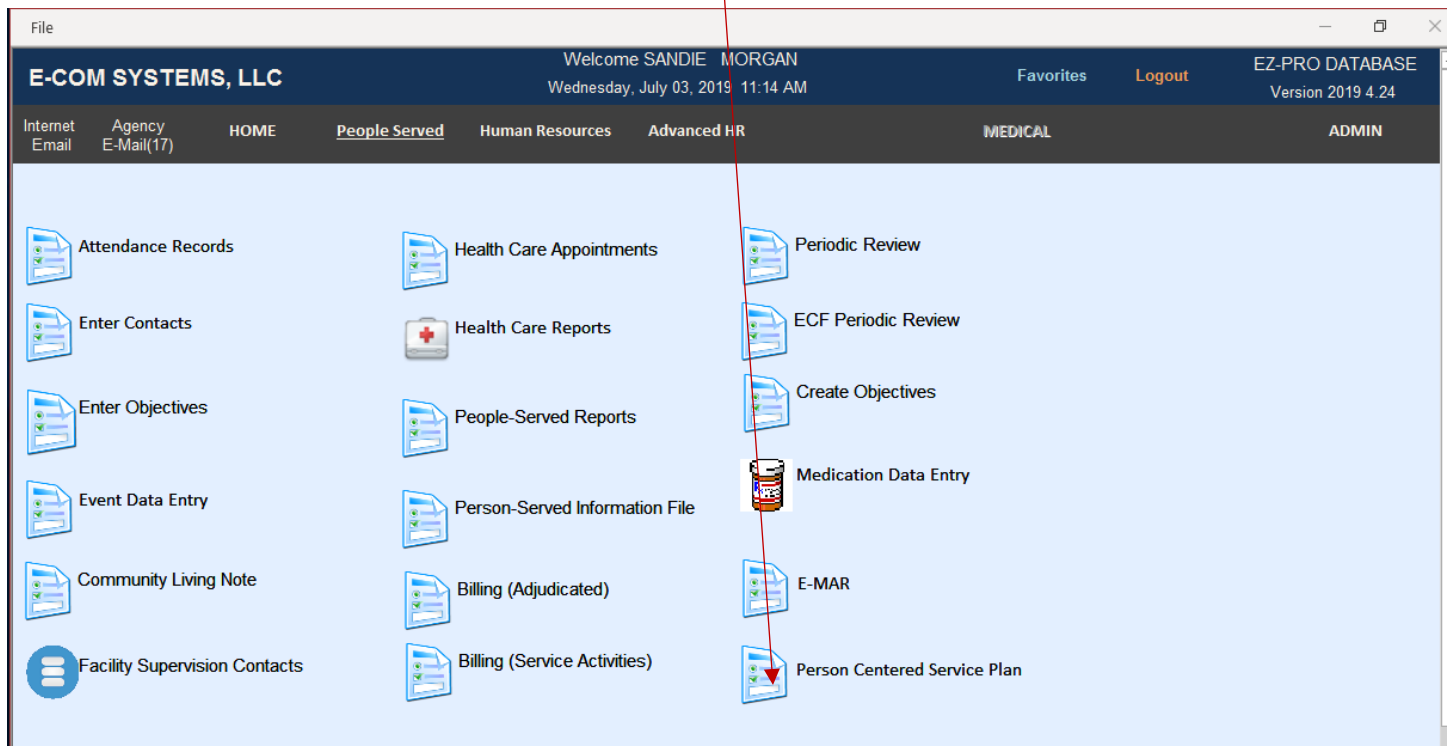 File
E-COM SYSTEMS, LLC
Welcome SANDIE MORGAN
Wednesday, July 03, 2019 11:14 AM
Favorites
Logout
EZ-PRO DATABASE
Version 2019 4.24
Internet
Email
Agency
E-Mail(17)
HOME
People Served
Human Resources
Advanced HR
MEDICAL
ADMIN
Attendance Records
Health Care Appointments
Periodic Review
Enter Contacts
Health Care Reports
ECF Periodic Review
Enter Objectives
People-Served Reports
Create Objectives
Event Data Entry
Person-Served Information File
Medication Data Entry
Community Living Note
Billing (Adjudicated)
E-MAR
Facility Supervision Contacts
Billing (Service Activities)
Person Centered Service Plan